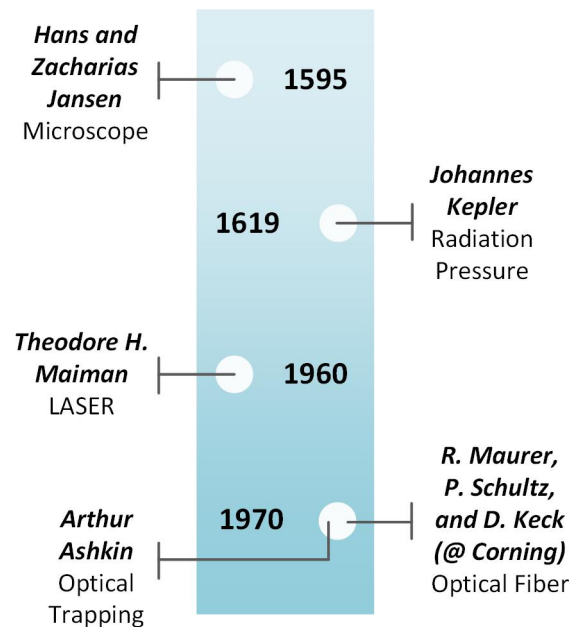 Hans and
Zacharias
Jansen
Microscope
1595
1619
Johannes
Kepler
Radiation
Pressure
Theodore H.
Maiman
LASER
1960
1970
Arthur
Ashkin
Optical
Trapping
R. Maurer,
P. Schultz,
and D. Keck
(@ Corning)
Optical Fiber